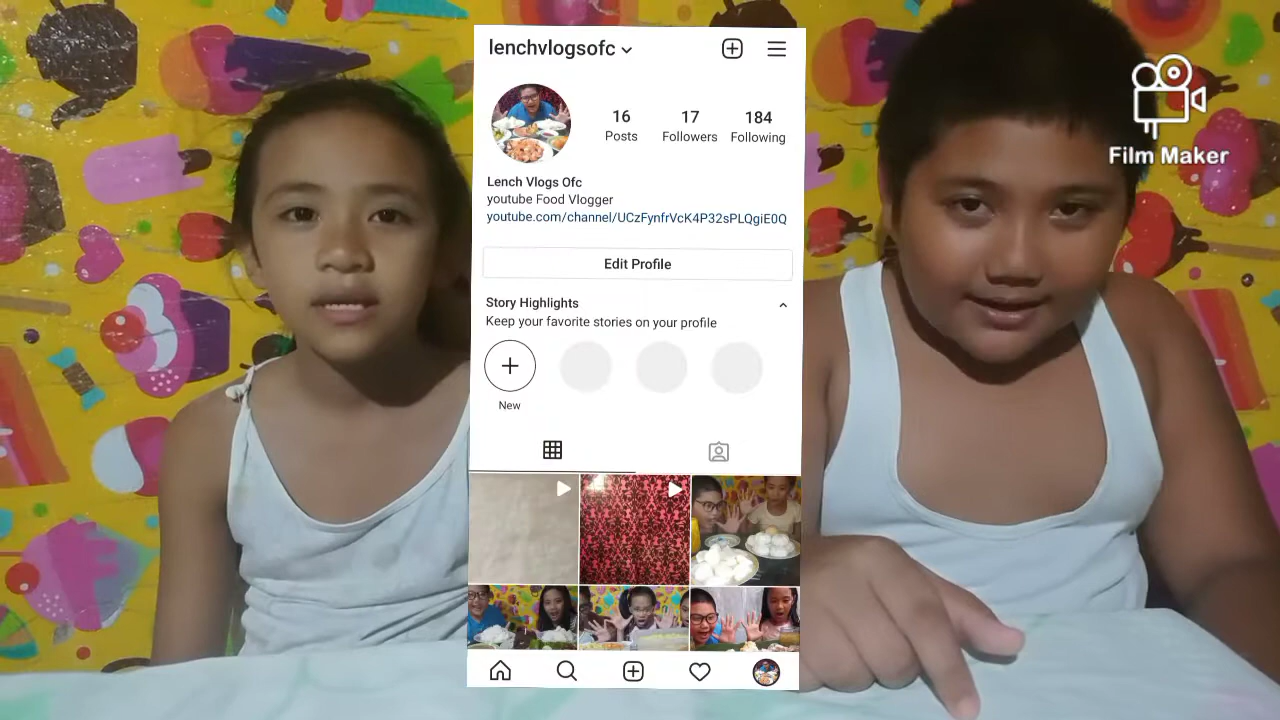 lenchvlogsofc
16 17 184
Posts Followers Following
Lench Vlogs Ofc
youtube Food Vlogger
youtube.com/channel/UCzFynfrVcK4P32sPLQgiE0Q
Edit Profile
Story Highlights
Keep your favorite stories on your profile
New
Film Maker